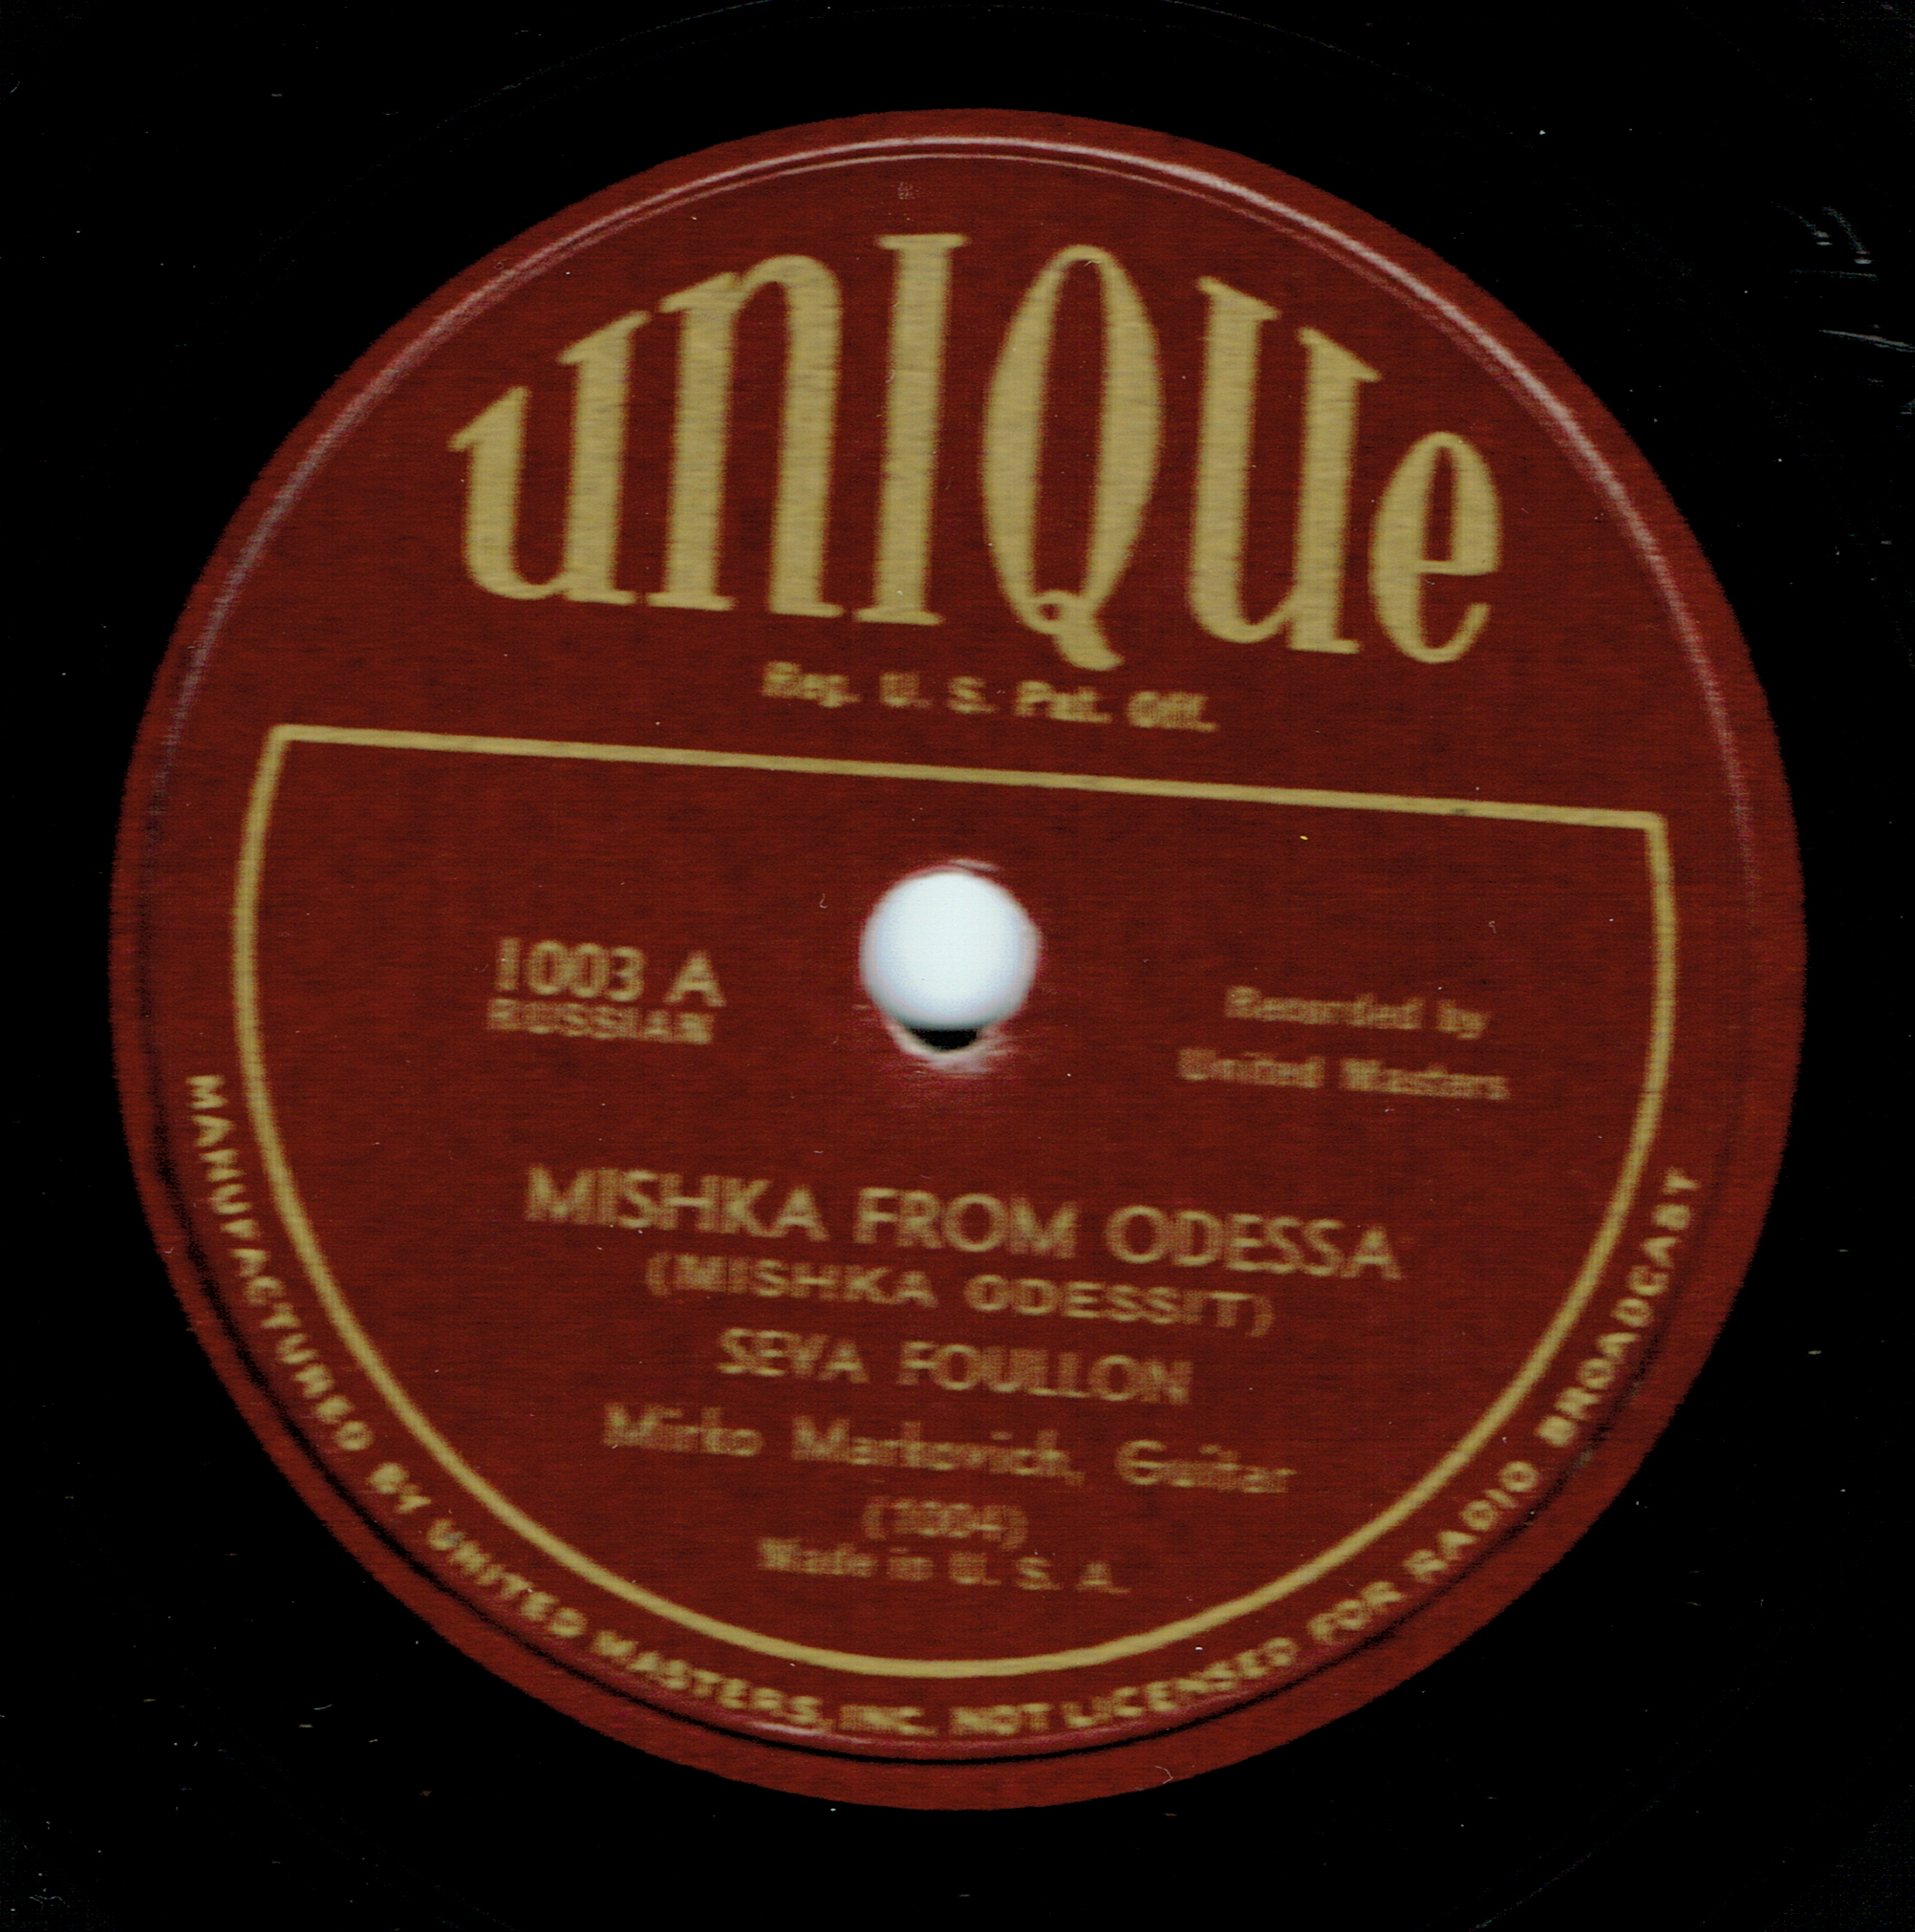 unIQUe
Reg. U. S. Pat. Off.
1003 A
RUSSIAN
Recorded by
United Masters
MISHKA FROM ODESSA
(MISHKA ODESSIT)
SEVA FOULLON
Mirko Markovich, Guitar
(1004)
Made in U. S. A.
MANUFACTURED BY UNITED MASTERS, INC. NOT LICENSED FOR RADIO BROADCAST